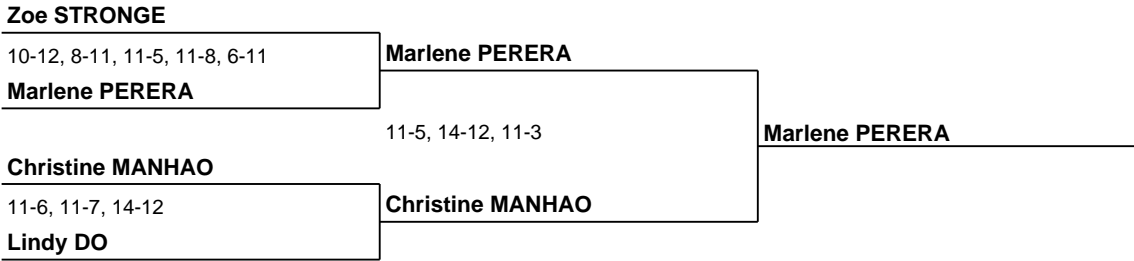 Zoe STRONGE
10-12, 8-11, 11-5, 11-8, 6-11
Marlene PERERA
Marlene PERERA
11-5, 14-12, 11-3
Marlene PERERA
Christine MANHAO
11-6, 11-7, 14-12
Christine MANHAO
Lindy DO